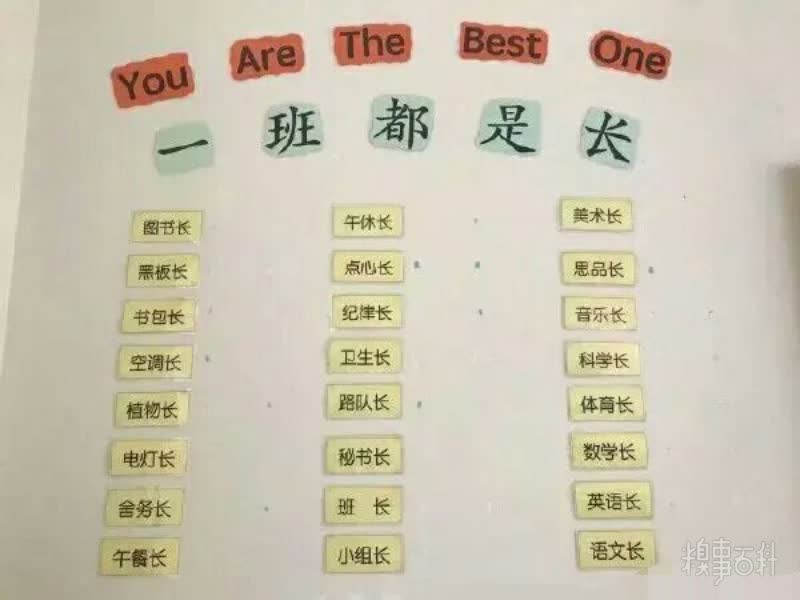 You Are The Best One
一班都是长
图书长 午休长 美术长
黑板长 点心长 思品长
书包长 纪律长 音乐长
空调长 卫生长 科学长
植物长 路队长 体育长
电灯长 秘书长 数学长
舍务长 班 长 英语长
午餐长 小组长 语文长
糗事百科